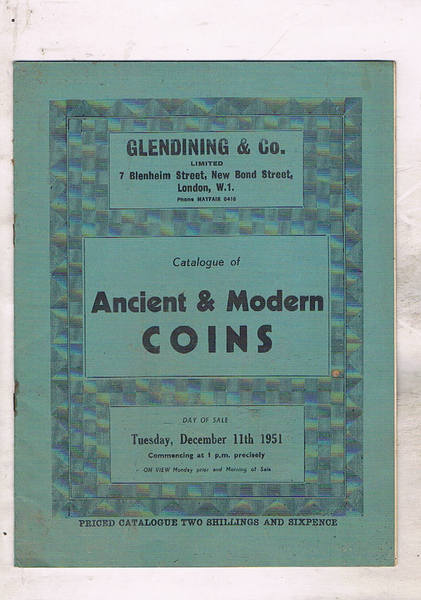 GLENDINING & Co.
LIMITED
7 Blenheim Street, New Bond Street,
London, W.1.
Phone MAYFAIR 0416
Catalogue of
Ancient & Modern
COINS
DAY OF SALE
Tuesday, December 11th 1951
Commencing at 1 p.m. precisely
ON VIEW Monday prior and Morning of Sale
PRICED CATALOGUE TWO SHILLINGS AND SIXPENCE